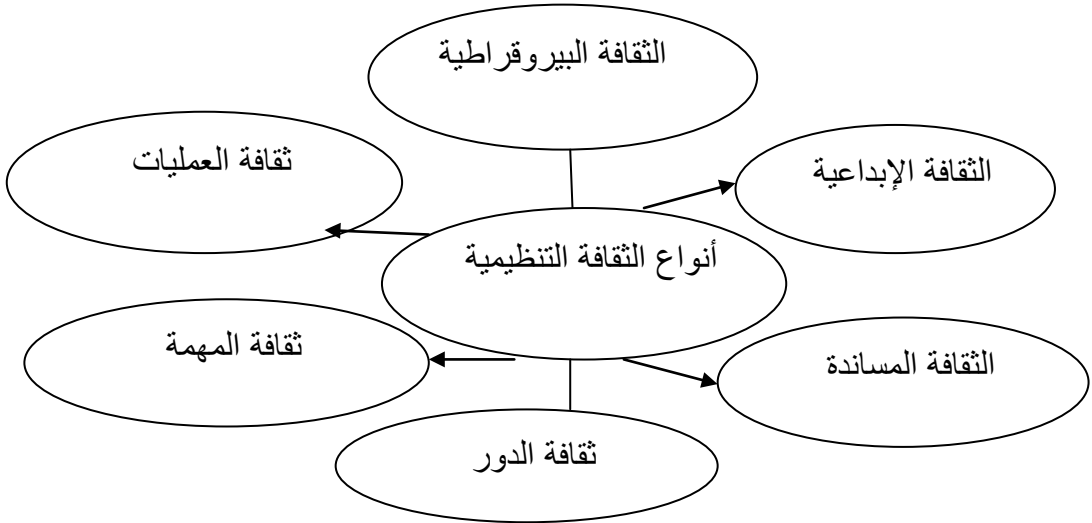 الثقافة البيروقراطية
الثقافة الإبداعية
ثقافة العمليات
أنواع الثقافة التنظيمية
الثقافة المساندة
ثقافة المهمة
ثقافة الدور